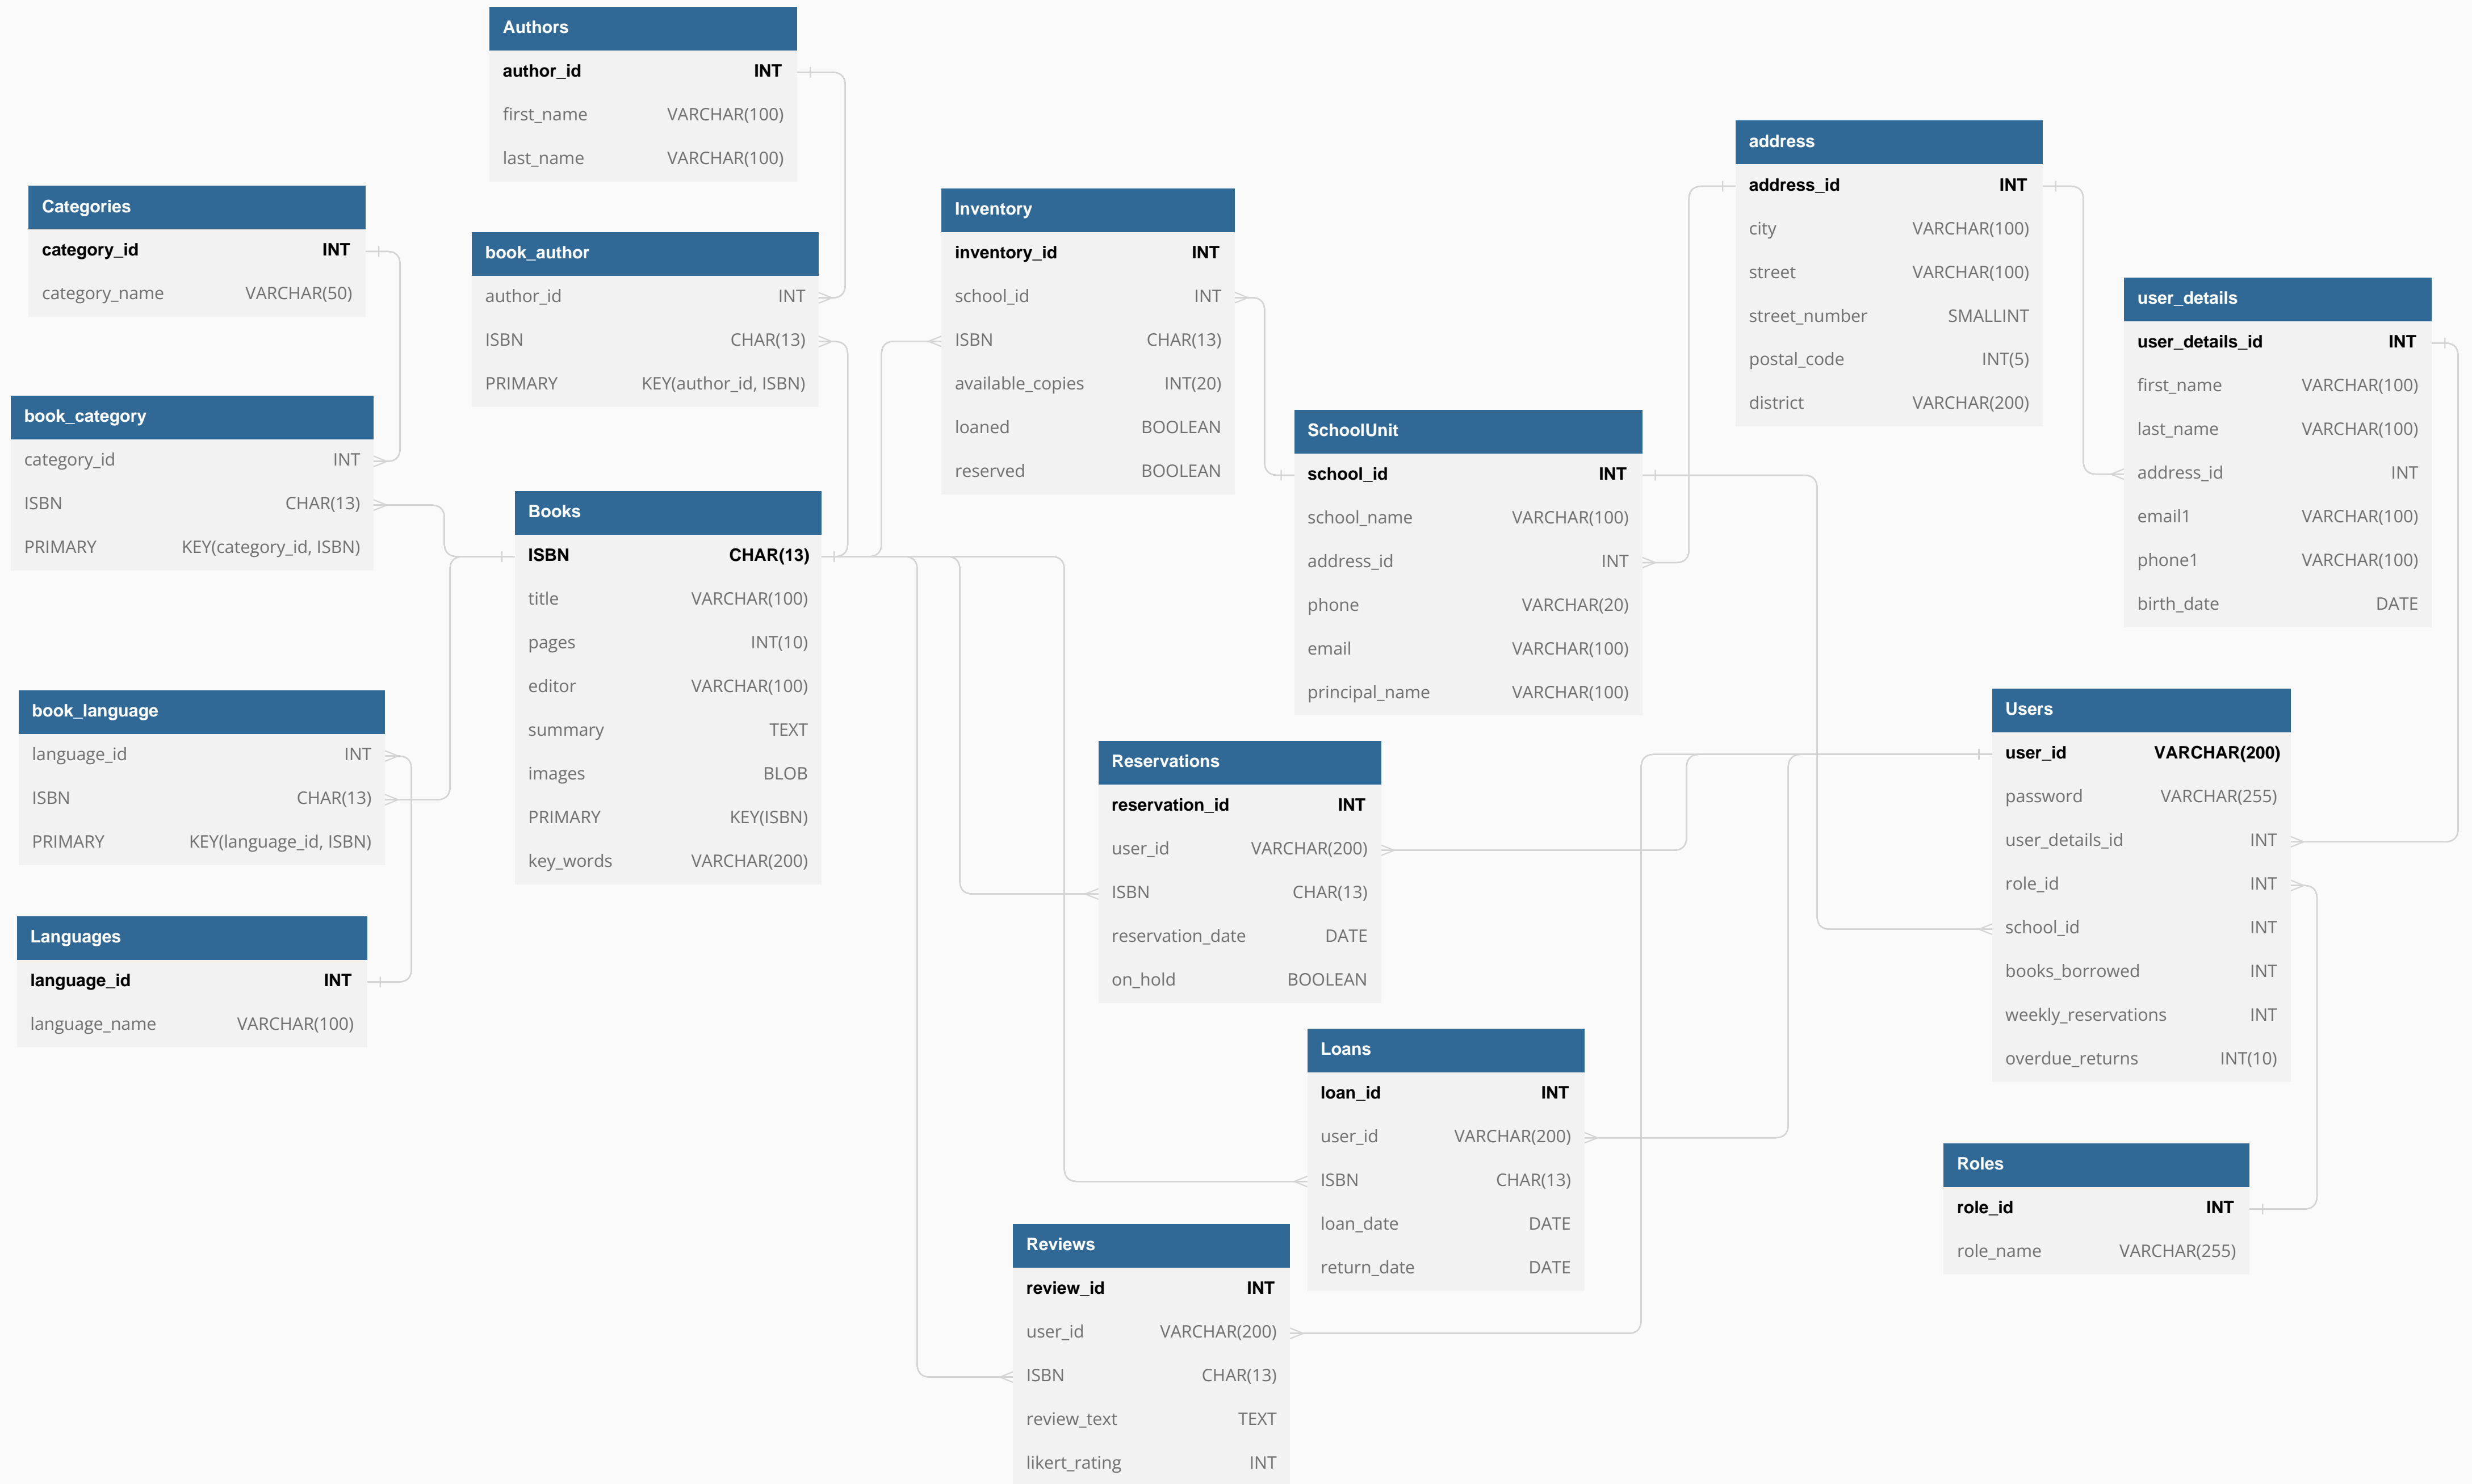 Authors
author_id INT
first_name VARCHAR(100)
last_name VARCHAR(100)
Categories
category_id INT
category_name VARCHAR(50)
book_author
author_id INT
ISBN CHAR(13)
PRIMARY KEY(author_id, ISBN)
Inventory
inventory_id INT
school_id INT
ISBN CHAR(13)
available_copies INT(20)
loaned BOOLEAN
reserved BOOLEAN
address
address_id INT
city VARCHAR(100)
street VARCHAR(100)
street_number SMALLINT
postal_code INT(5)
district VARCHAR(200)
user_details
user_details_id INT
first_name VARCHAR(100)
last_name VARCHAR(100)
address_id INT
email1 VARCHAR(100)
phone1 VARCHAR(100)
birth_date DATE
book_category
category_id INT
ISBN CHAR(13)
PRIMARY KEY(category_id, ISBN)
Books
ISBN CHAR(13)
title VARCHAR(100)
pages INT(10)
editor VARCHAR(100)
summary TEXT
images BLOB
PRIMARY KEY(ISBN)
key_words VARCHAR(200)
SchoolUnit
school_id INT
school_name VARCHAR(100)
address_id INT
phone VARCHAR(20)
email VARCHAR(100)
principal_name VARCHAR(100)
book_language
language_id INT
ISBN CHAR(13)
PRIMARY KEY(language_id, ISBN)
Languages
language_id INT
language_name VARCHAR(100)
Reservations
reservation_id INT
user_id VARCHAR(200)
ISBN CHAR(13)
reservation_date DATE
on_hold BOOLEAN
Users
user_id VARCHAR(200)
password VARCHAR(255)
user_details_id INT
role_id INT
school_id INT
books_borrowed INT
weekly_reservations INT
overdue_returns INT(10)
Loans
loan_id INT
user_id VARCHAR(200)
ISBN CHAR(13)
loan_date DATE
return_date DATE
Roles
role_id INT
role_name VARCHAR(255)
Reviews
review_id INT
user_id VARCHAR(200)
ISBN CHAR(13)
review_text TEXT
likert_rating INT